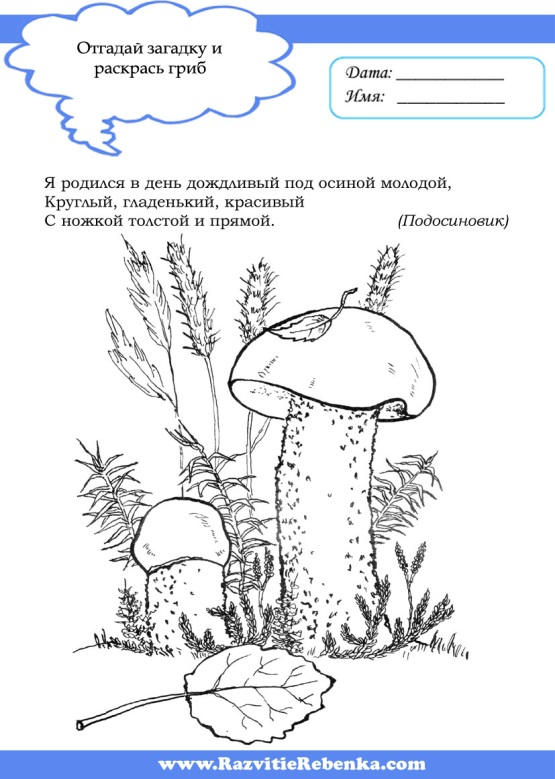 Отгадай загадку и
раскрась гриб
Дата: ____________
Имя: ____________
Я родился в день дождливый под осиной молодой,
Круглый, гладенький, красивый
С ножкой толстой и прямой. (Подосиновик)
www.RazvitieRebenka.com